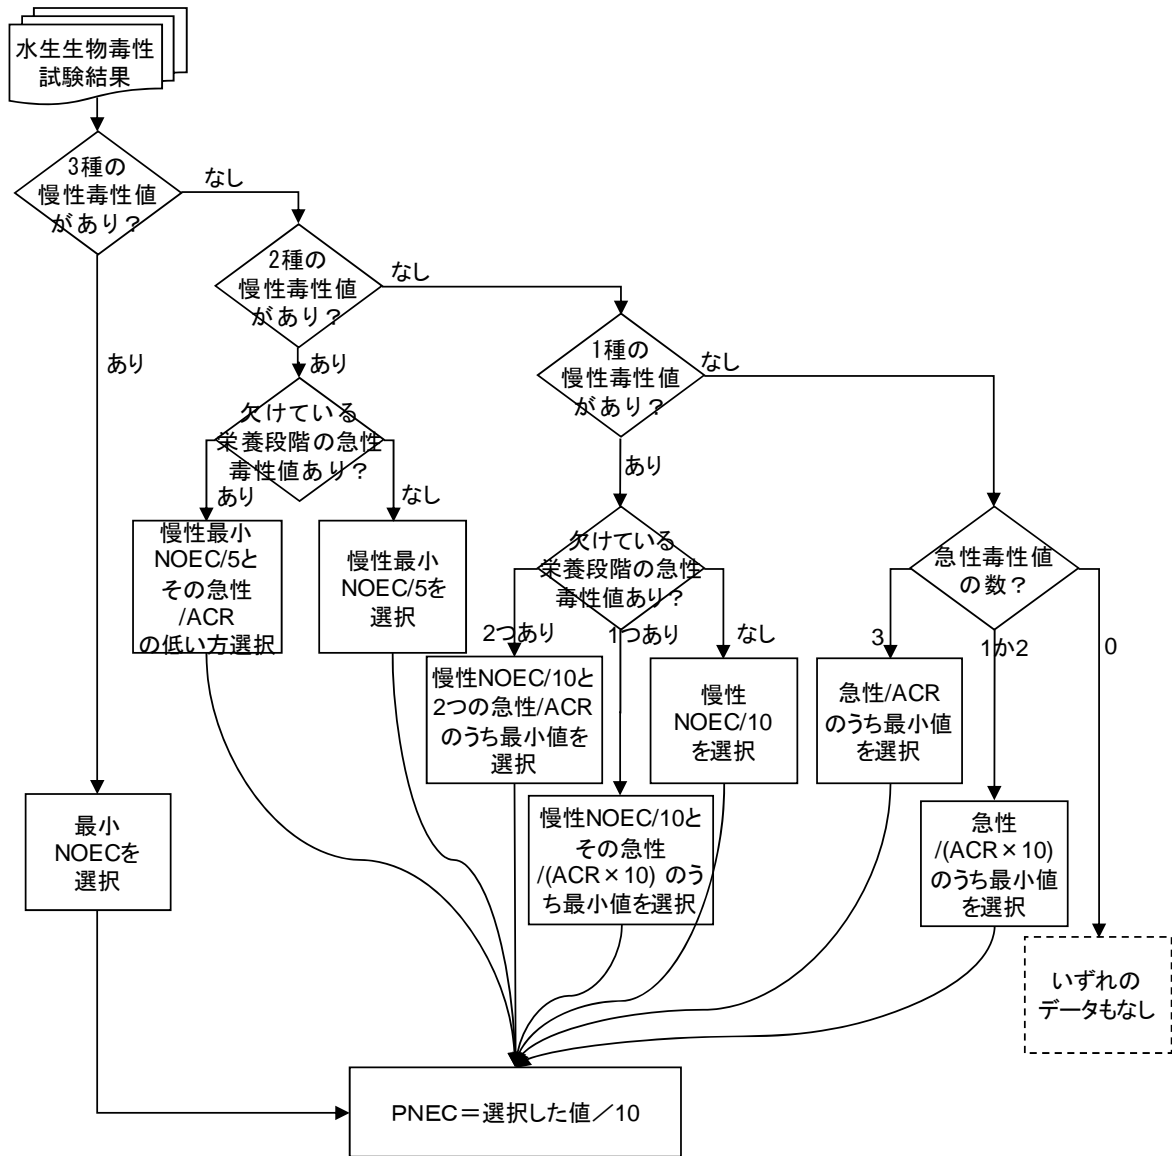 水生生物毒性
試験結果
3種の
慢性毒性値
があり？
なし
あり
2種の
慢性毒性値
があり？
なし
あり
1種の
慢性毒性値
があり？
なし
あり
欠けている
栄養段階の急性
毒性値あり？
あり
なし
慢性最小
NOEC/5と
その急性
/ACR
の低い方選択
慢性最小
NOEC/5を
選択
欠けている
栄養段階の急性
毒性値あり？
2つあり
1つあり
なし
急性毒性値
の数？
3
1か2
0
慢性NOEC/10と
2つの急性/ACR
のうち最小値を
選択
慢性
NOEC/10
を選択
急性/ACR
のうち最小値
を選択
最小
NOECを
選択
慢性NOEC/10と
その急性
/(ACR×10) のう
ち最小値を選択
急性
/(ACR×10)
のうち最小値
を選択
いずれの
データもなし
PNEC＝選択した値／10